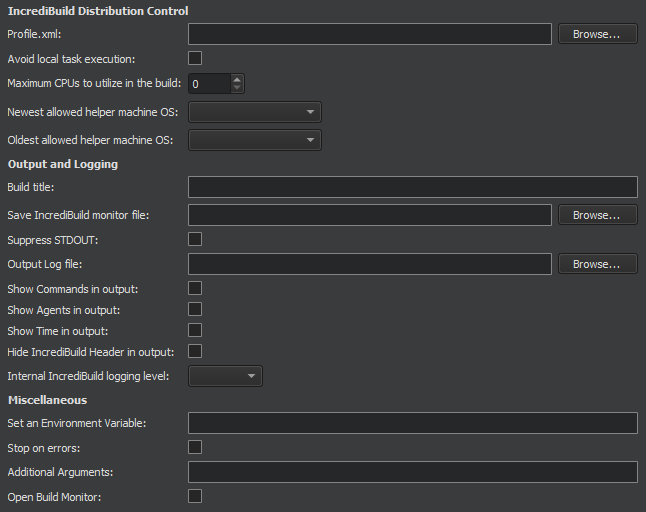 IncrediBuild Distribution Control
Profile.xml:
Browse...
Avoid local task execution:
Maximum CPUs to utilize in the build:
0
Newest allowed helper machine OS:
Oldest allowed helper machine OS:
Output and Logging
Build title:
Save IncrediBuild monitor file:
Browse...
Suppress STDOUT:
Output Log file:
Browse...
Show Commands in output:
Show Agents in output:
Show Time in output:
Hide IncrediBuild Header in output:
Internal IncrediBuild logging level:
Miscellaneous
Set an Environment Variable:
Stop on errors:
Additional Arguments:
Open Build Monitor: